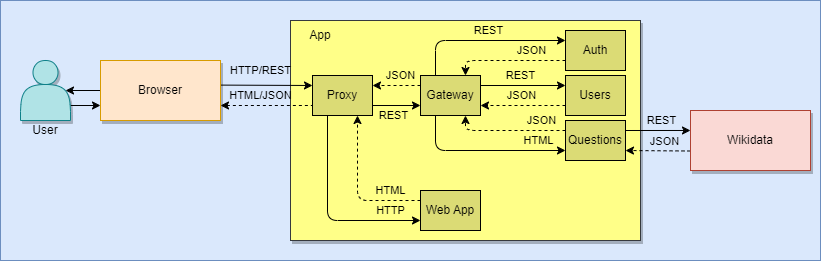 App
REST
JSON
Auth
HTTP/REST
JSON
REST
Browser
Proxy
Gateway
Users
HTML/JSON
REST
JSON
User
JSON
HTML
Questions
REST
JSON
Wikidata
HTML
HTTP
Web App